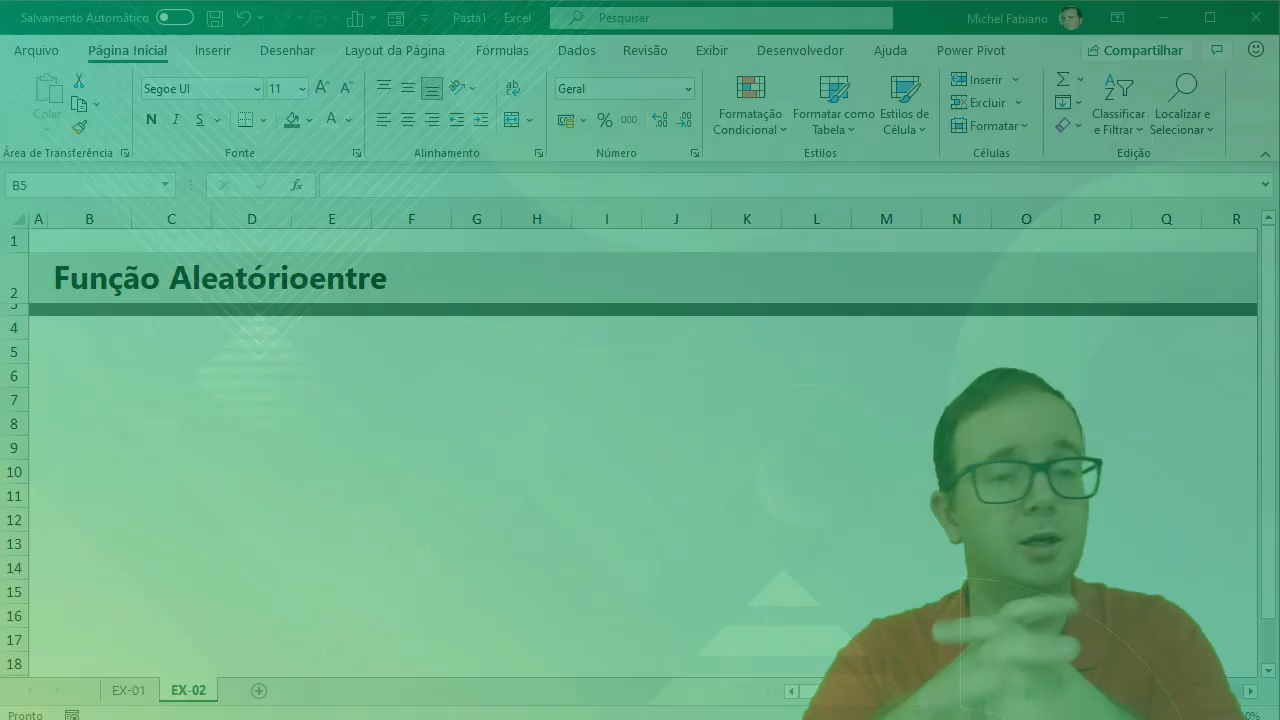 Salvamento Automático
Pasta1 - Excel
Pesquisar
Michel Fabiano
Arquivo
Página Inicial
Inserir
Desenhar
Layout da Página
Fórmulas
Dados
Revisão
Exibir
Desenvolvedor
Ajuda
Power Pivot
Compartilhar
Colar
Área de Transferência
Segoe UI
11
N I S
A
Fonte
ab
Alinhamento
Geral
% 000
Número
Formatação
Condicional
Formatar como
Tabela
Estilos de
Célula
Estilos
Inserir
Excluir
Formatar
Células
Classificar
e Filtrar
Localizar e
Selecionar
Edição
B5
fx
A B C D E F G H I J K L M N O P Q R
1
2
Função Aleatórioentre
3
4
5
6
7
8
9
10
11
12
13
14
15
16
17
18
EX-01
EX-02
Pronto